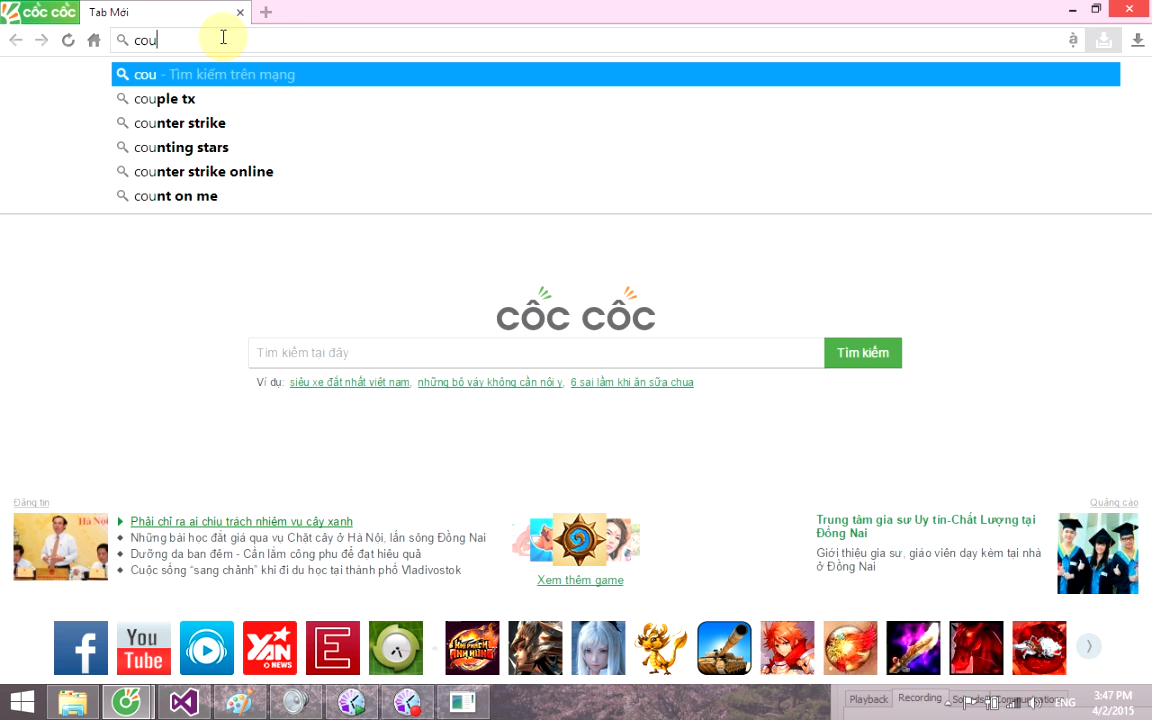 cốc cốc
Tab Mới
cou
cou - Tìm kiếm trên mạng
couple tx
counter strike
counting stars
counter strike online
count on me
cốc cốc
Tìm kiếm tại đây
Tìm kiếm
Ví dụ: siêu xe đắt nhất việt nam, những bộ váy không cần nội y, 6 sai lầm khi ăn sữa chua
Đăng tin
Quảng cáo
Hà Nội
Phải chỉ ra ai chịu trách nhiệm vụ cây xanh
Những bài học đắt giá qua vụ Chặt cây ở Hà Nội, lấn sông Đồng Nai
Dưỡng da ban đêm - Cần lắm công phu để đạt hiệu quả
Cuộc sống “sang chảnh” khi đi du học tại thành phố Vladivostok
Xem thêm game
Trung tâm gia sư Uy tín-Chất Lượng tại
Đồng Nai
Giới thiệu gia sư, giáo viên dạy kèm tại nhà
ở Đồng Nai
f
You
Tube
YAN
NEWS
E
Playback
Recording
ENG
3:47 PM
4/2/2015